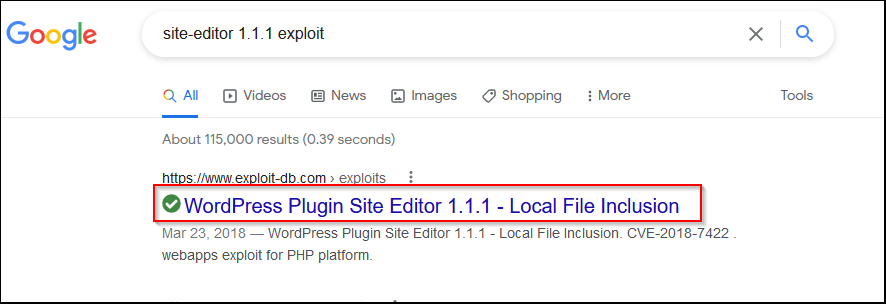 Google
site-editor 1.1.1 exploit
All Videos News Images Shopping More Tools
About 115,000 results (0.39 seconds)
https://www.exploit-db.com › exploits
WordPress Plugin Site Editor 1.1.1 - Local File Inclusion
Mar 23, 2018 — WordPress Plugin Site Editor 1.1.1 - Local File Inclusion. CVE-2018-7422 .
webapps exploit for PHP platform.